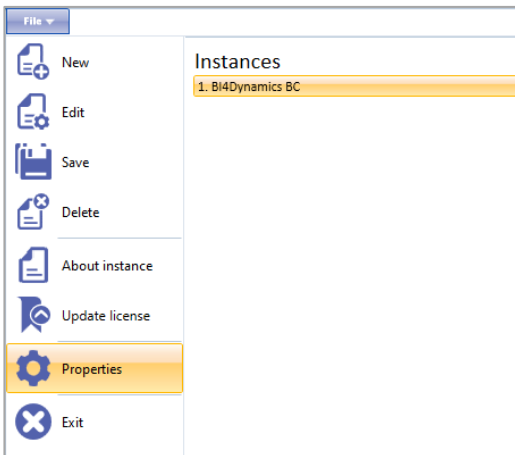 File
New
Edit
Save
Delete
About instance
Update license
Properties
Exit
Instances
1. BI4Dynamics BC